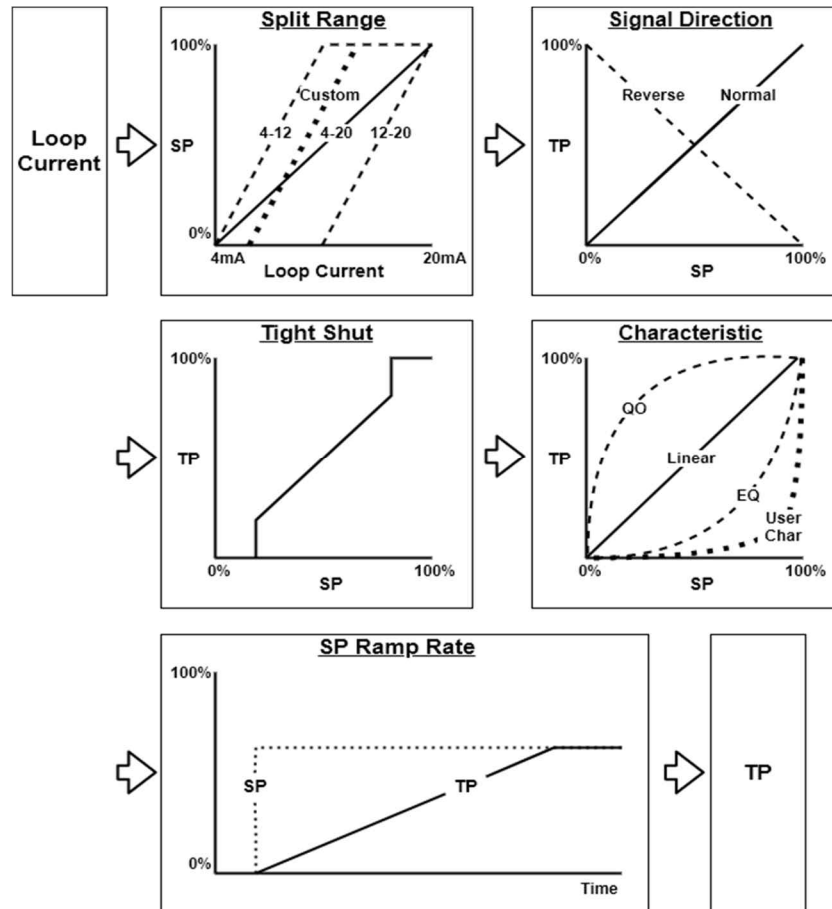 Loop
Current
Split Range
100%
SP
0%
Custom
4-12
4-20
12-20
4mA
20mA
Loop Current
Signal Direction
100%
TP
Reverse
Normal
0%
100%
SP
Tight Shut
100%
TP
0%
100%
SP
Characteristic
100%
TP
QO
Linear
EQ
User
Char
0%
100%
SP
SP Ramp Rate
100%
SP
TP
0%
Time
TP